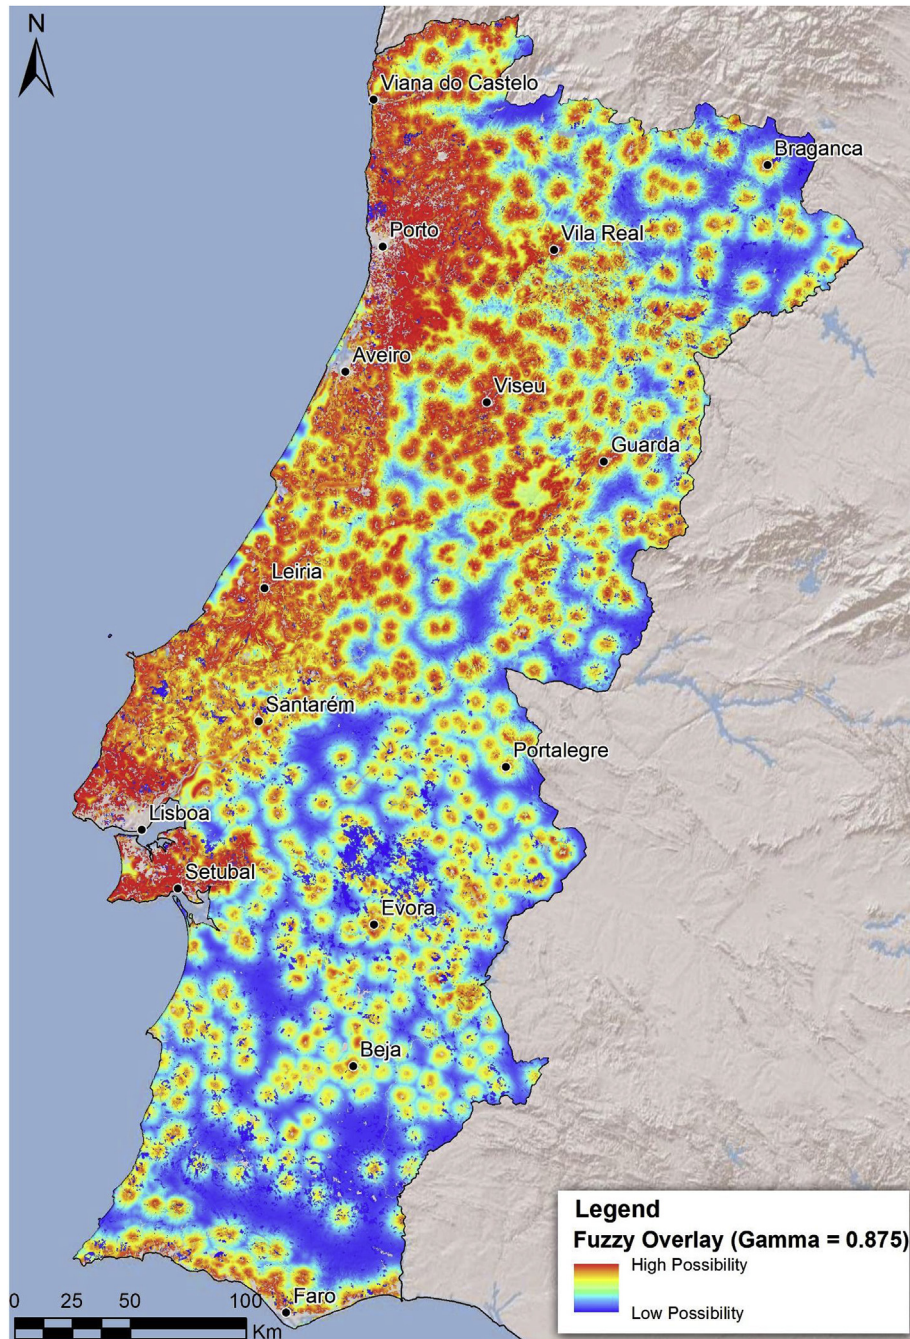 N
Viana do Castelo
Braganca
Porto
Vila Real
Aveiro
Viseu
Guarda
Leiria
Santarém
Portalegre
Lisboa
Setubal
Evora
Beja
Faro
0 25 50 100
Km
Legend
Fuzzy Overlay (Gamma = 0.875)
High Possibility
Low Possibility